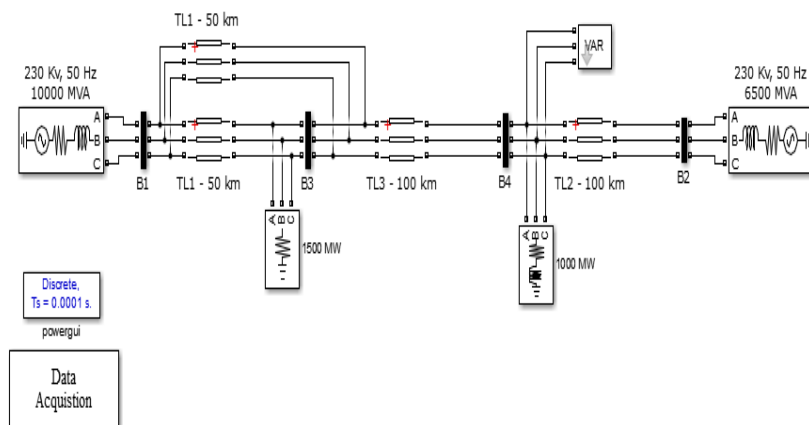 TL1 - 50 km
VAR
230 Kv, 50 Hz
10000 MVA
230 Kv, 50 Hz
6500 MVA
A
B
C
A
B
C
B1
TL1 - 50 km
B3
TL3 - 100 km
B4
TL2 - 100 km
B2
A
B
C
1500 MW
A
B
C
1000 MW
Discrete,
Ts = 0.0001 s.
powergui
Data
Acquistion